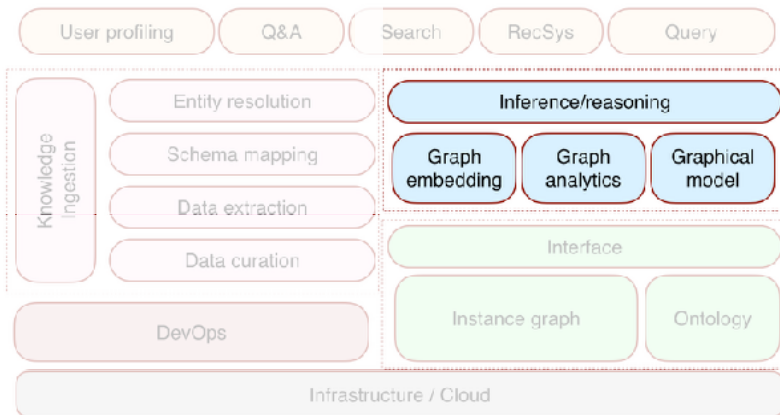 User profiling
Q&A
Search
RecSys
Query
Knowledge
Ingestion
Entity resolution
Schema mapping
Data extraction
Data curation
Inference/reasoning
Graph
embedding
Graph
analytics
Graphical
model
Interface
Instance graph
Ontology
DevOps
Infrastructure / Cloud